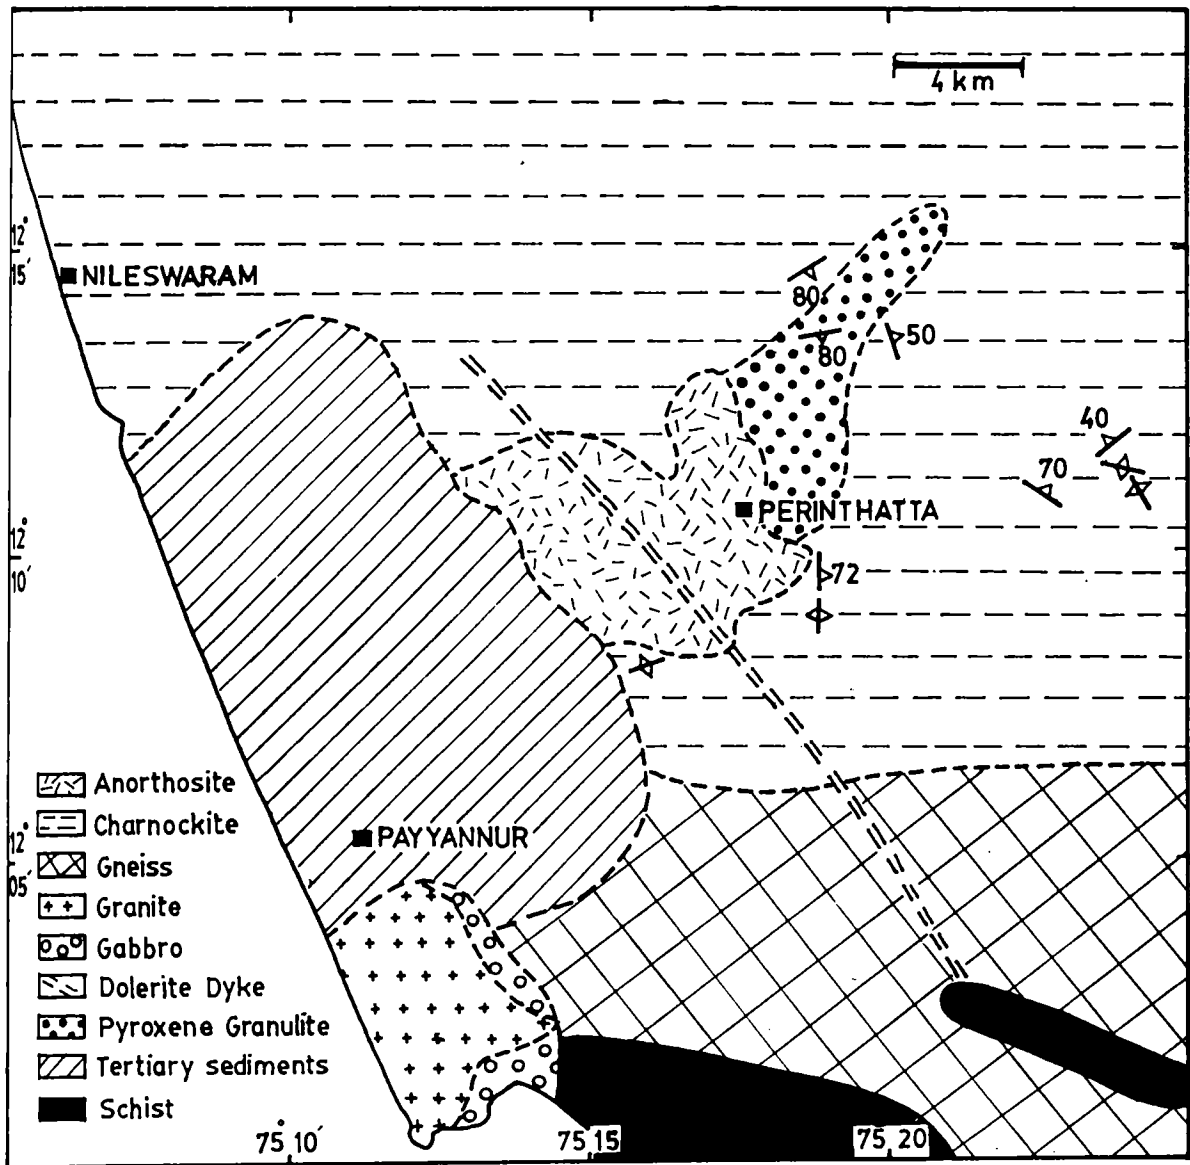 4 km
12°
15'
NILESWARAM
80
80
50
40
70
PERINTHATTA
12°
10'
72
Anorthosite
Charnockite
Gneiss
Granite
Gabbro
Dolerite Dyke
Pyroxene Granulite
Tertiary sediments
Schist
PAYYANNUR
12°
05'
75° 10'
75 15
75 20'